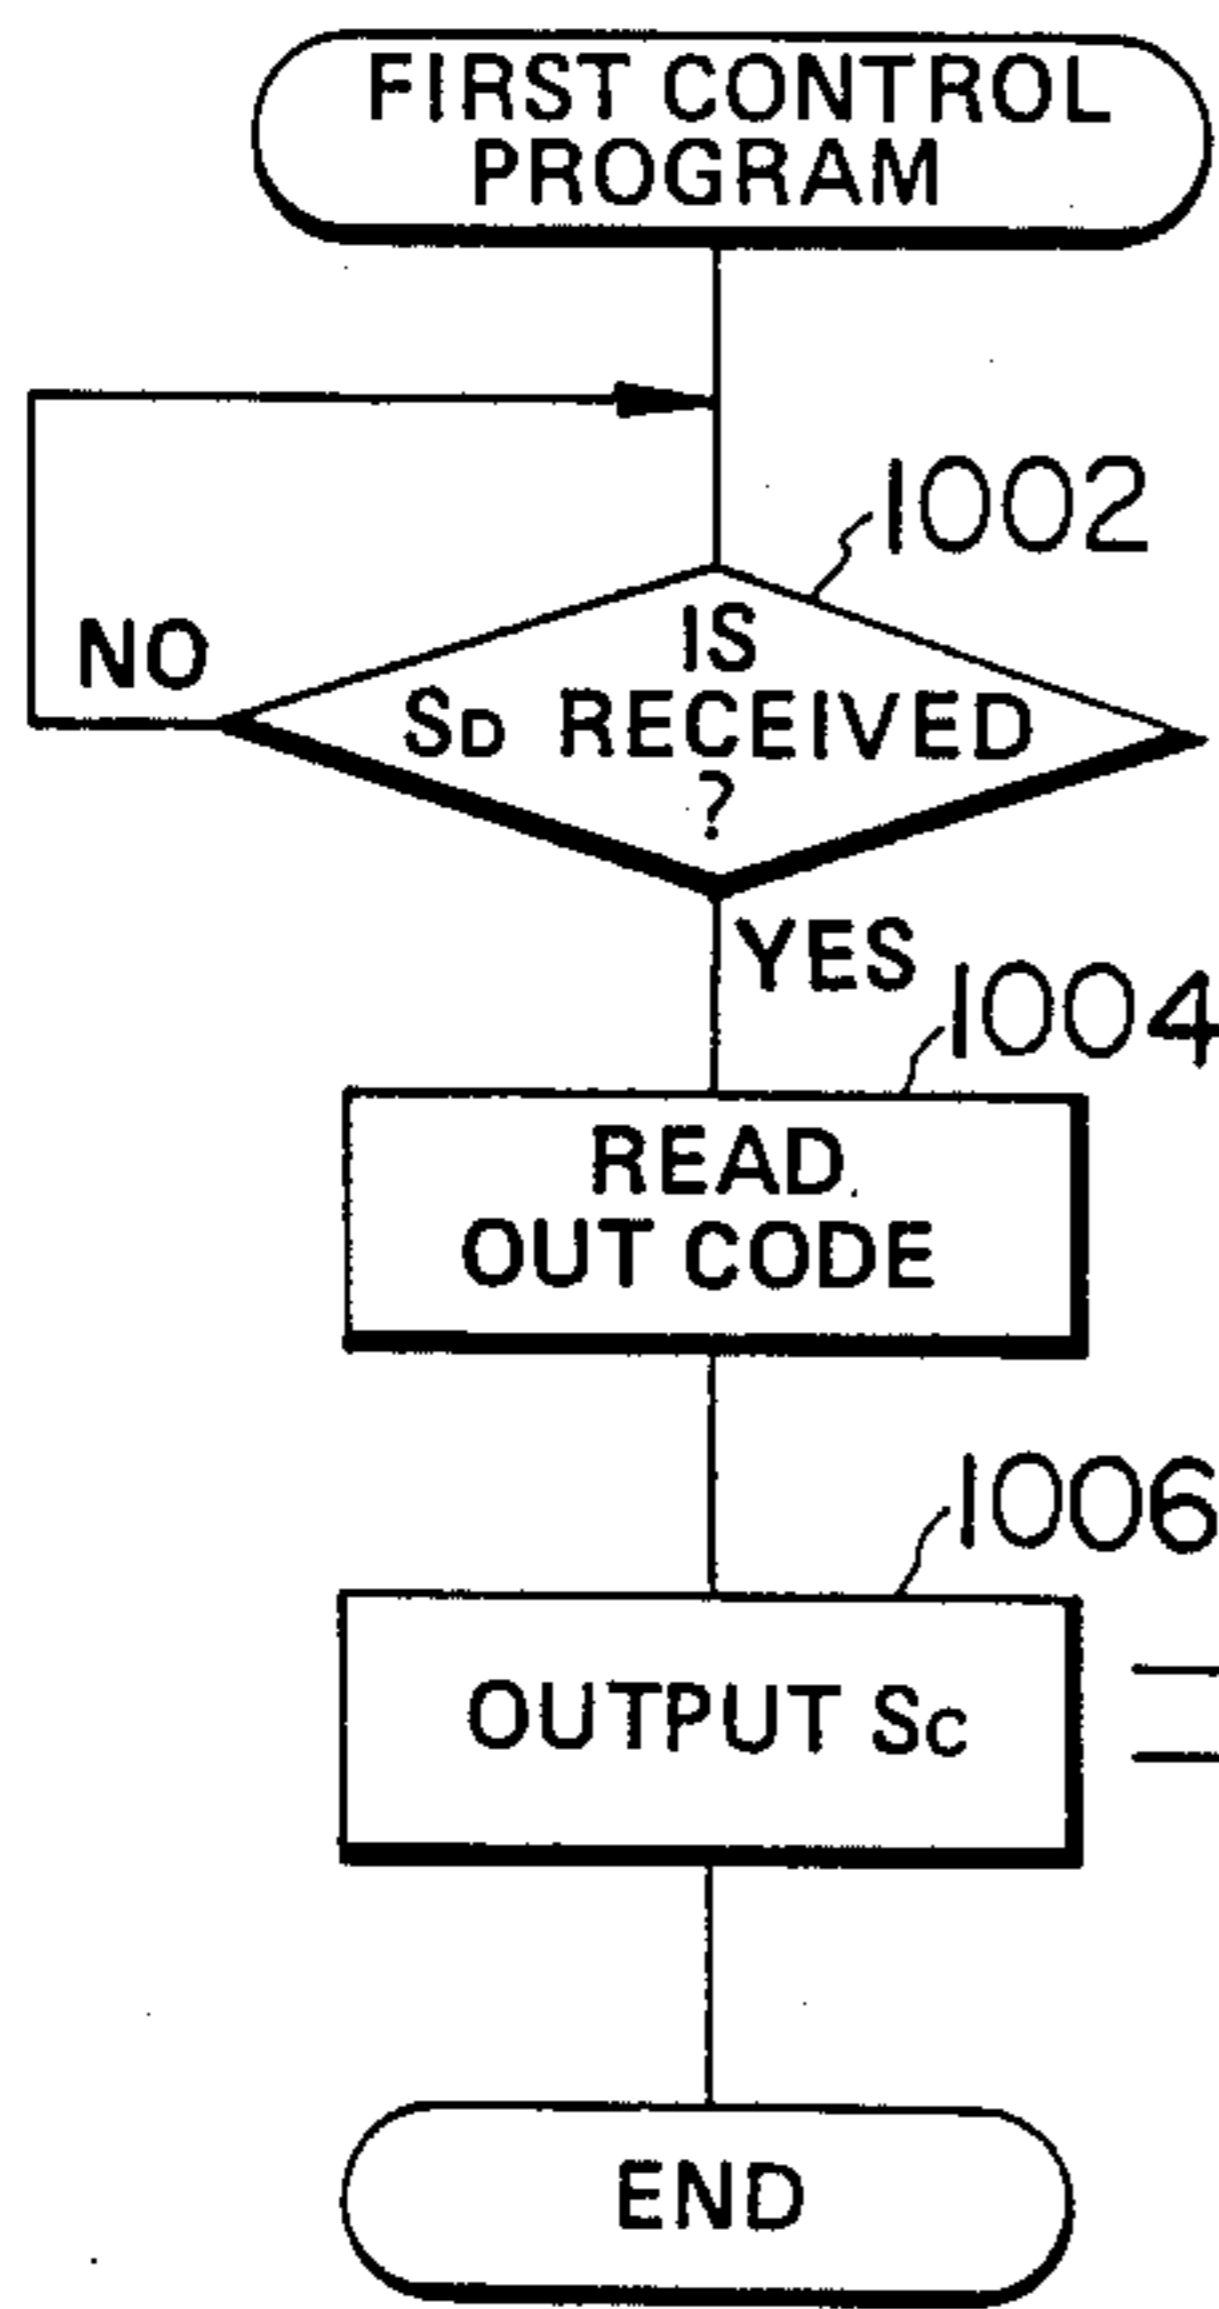 FIRST CONTROL
PROGRAM
1002
NO
IS
SD RECEIVED
?
YES
1004
READ
OUT CODE
1006
OUTPUT SC
END